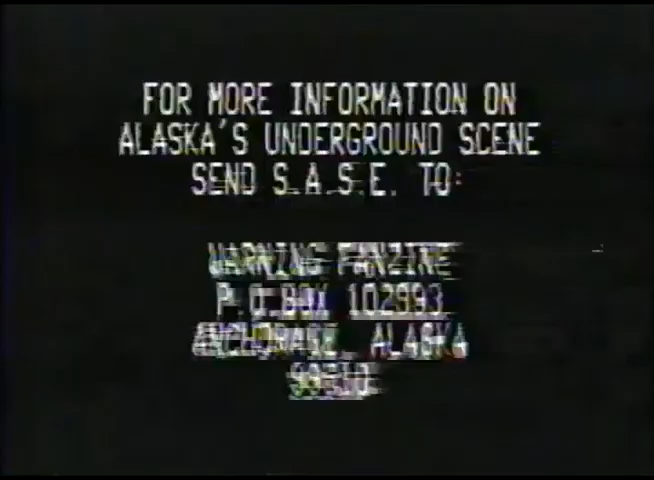 FOR MORE INFORMATION ON
ALASKA'S UNDERGROUND SCENE
SEND S.A.S.E. TO:
WARNING FANZINE
P.O.BOX 102993
ANCHORAGE, ALASKA